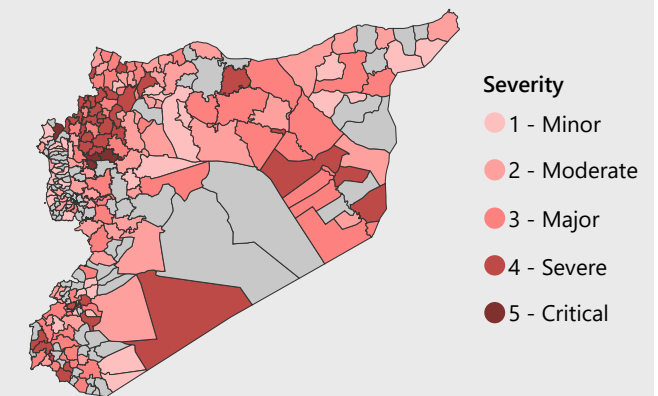 Severity
1 - Minor
2 - Moderate
3 - Major
4 - Severe
5 - Critical